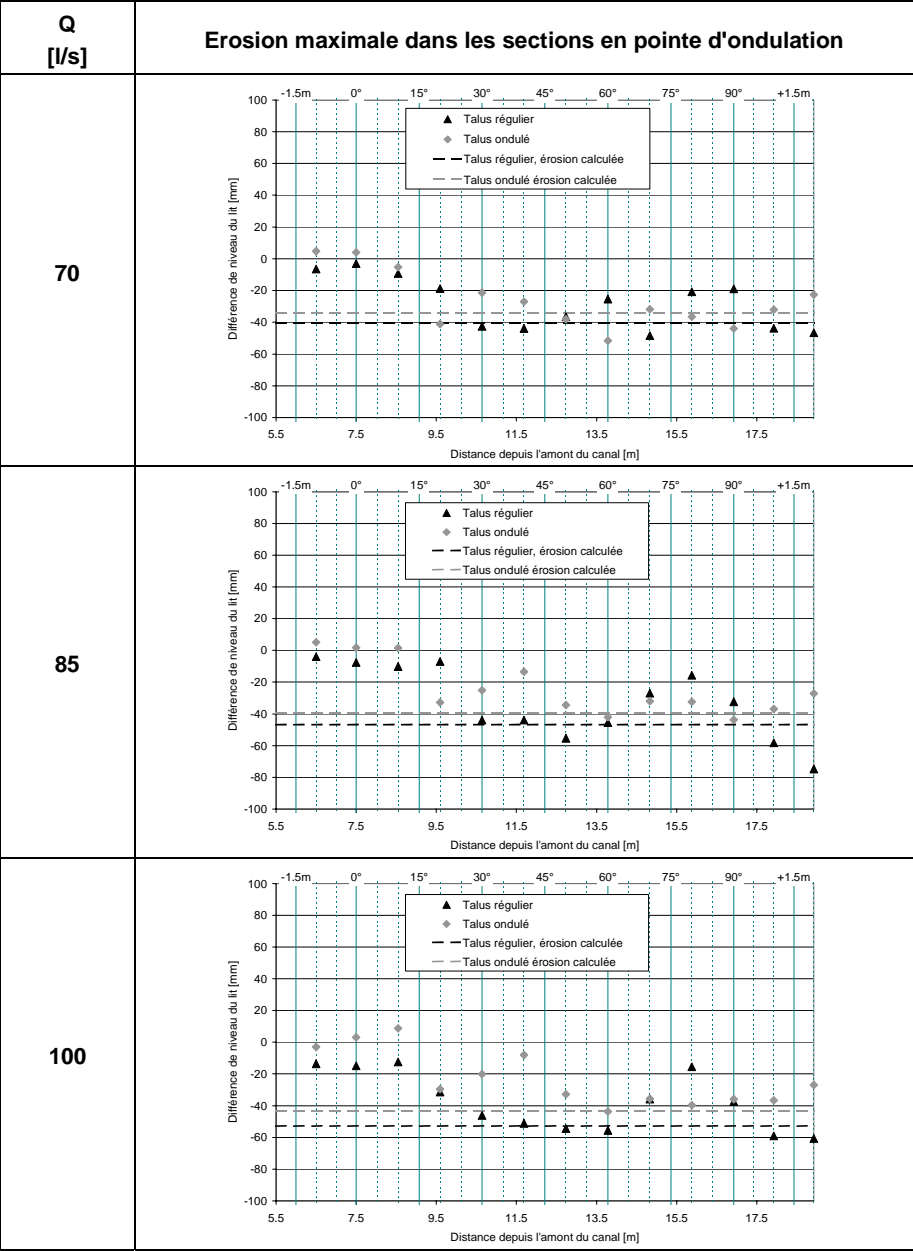 Q
[l/s]
Erosion maximale dans les sections en pointe d'ondulation
70
-1.5m 0° 15° 30° 45° 60° 75° 90° +1.5m
100
80
60
40
20
0
-20
-40
-60
-80
-100
Différence de niveau du lit [mm]
Talus régulier
Talus ondulé
Talus régulier, érosion calculée
Talus ondulé érosion calculée
5.5 7.5 9.5 11.5 13.5 15.5 17.5
Distance depuis l'amont du canal [m]
85
-1.5m 0° 15° 30° 45° 60° 75° 90° +1.5m
100
80
60
40
20
0
-20
-40
-60
-80
-100
Différence de niveau du lit [mm]
Talus régulier
Talus ondulé
Talus régulier, érosion calculée
Talus ondulé érosion calculée
5.5 7.5 9.5 11.5 13.5 15.5 17.5
Distance depuis l'amont du canal [m]
100
-1.5m 0° 15° 30° 45° 60° 75° 90° +1.5m
100
80
60
40
20
0
-20
-40
-60
-80
-100
Différence de niveau du lit [mm]
Talus régulier
Talus ondulé
Talus régulier, érosion calculée
Talus ondulé érosion calculée
5.5 7.5 9.5 11.5 13.5 15.5 17.5
Distance depuis l'amont du canal [m]